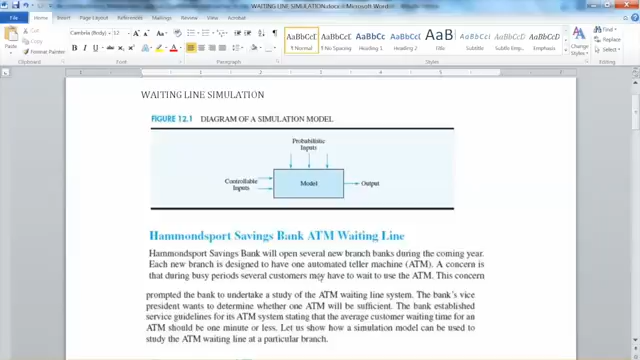 WAITING LINE SIMULATION.docx - Microsoft Word
File Home Insert Page Layout References Mailings Review View Acrobat
Paste
Cambria (Body) 12
AaBbCcD AaBbCcD AaBbCc AaBbCc AaB AaBbCc AaBbCcD AaBbCcD
¶ Normal ¶ No Spacing Heading 1 Heading 2 Title Subtitle Subtle Em... Emphasis
Change Styles
Find
Replace
Select
Clipboard Font Paragraph Styles Editing
WAITING LINE SIMULATION
FIGURE 12.1 DIAGRAM OF A SIMULATION MODEL
Probabilistic
Inputs
Controllable
Inputs
Model
Output
Hammondsport Savings Bank ATM Waiting Line
Hammondsport Savings Bank will open several new branch banks during the coming year.
Each new branch is designed to have one automated teller machine (ATM). A concern is
that during busy periods several customers may have to wait to use the ATM. This concern
prompted the bank to undertake a study of the ATM waiting line system. The bank's vice
president wants to determine whether one ATM will be sufficient. The bank established
service guidelines for its ATM system stating that the average customer waiting time for an
ATM should be one minute or less. Let us show how a simulation model can be used to
study the ATM waiting line at a particular branch.